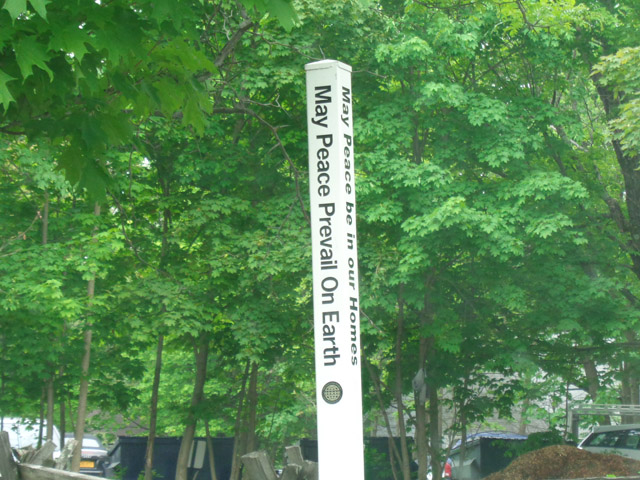 May Peace Prevail On Earth
May Peace be in our Homes